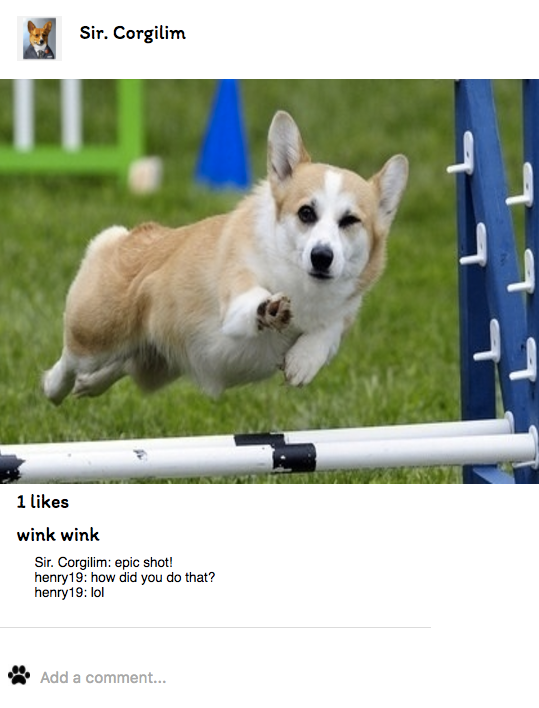 Sir. Corgilim
1 likes
wink wink
Sir. Corgilim: epic shot!
henry19: how did you do that?
henry19: lol
Add a comment...